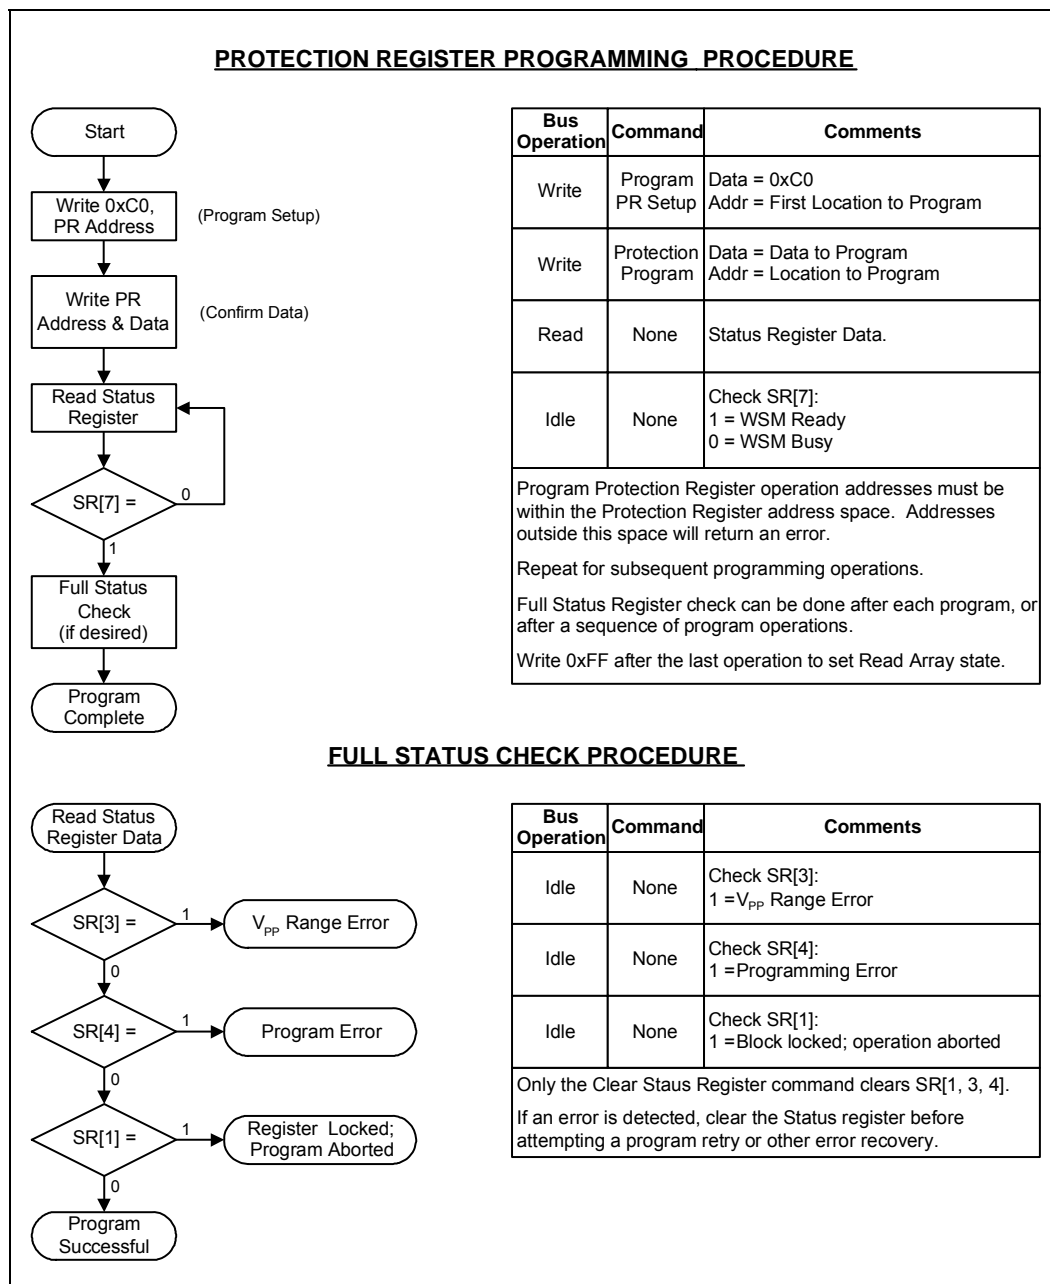 PROTECTION REGISTER PROGRAMMING PROCEDURE
Start
Write 0xC0,
PR Address
(Program Setup)
Write PR
Address & Data
(Confirm Data)
Read Status
Register
SR[7] =
0
1
Full Status
Check
(if desired)
Program
Complete
Bus
Operation
Command
Comments
Write
Program
PR Setup
Data = 0xC0
Addr = First Location to Program
Write
Protection
Program
Data = Data to Program
Addr = Location to Program
Read
None
Status Register Data.
Idle
None
Check SR[7]:
1 = WSM Ready
0 = WSM Busy
Program Protection Register operation addresses must be
within the Protection Register address space. Addresses
outside this space will return an error.
Repeat for subsequent programming operations.
Full Status Register check can be done after each program, or
after a sequence of program operations.
Write 0xFF after the last operation to set Read Array state.
FULL STATUS CHECK PROCEDURE
Read Status
Register Data
SR[3] =
1
VPP Range Error
0
SR[4] =
1
Program Error
0
SR[1] =
1
Register Locked;
Program Aborted
0
Program
Successful
Bus
Operation
Command
Comments
Idle
None
Check SR[3]:
1 =VPP Range Error
Idle
None
Check SR[4]:
1 =Programming Error
Idle
None
Check SR[1]:
1 =Block locked; operation aborted
Only the Clear Staus Register command clears SR[1, 3, 4].
If an error is detected, clear the Status register before
attempting a program retry or other error recovery.